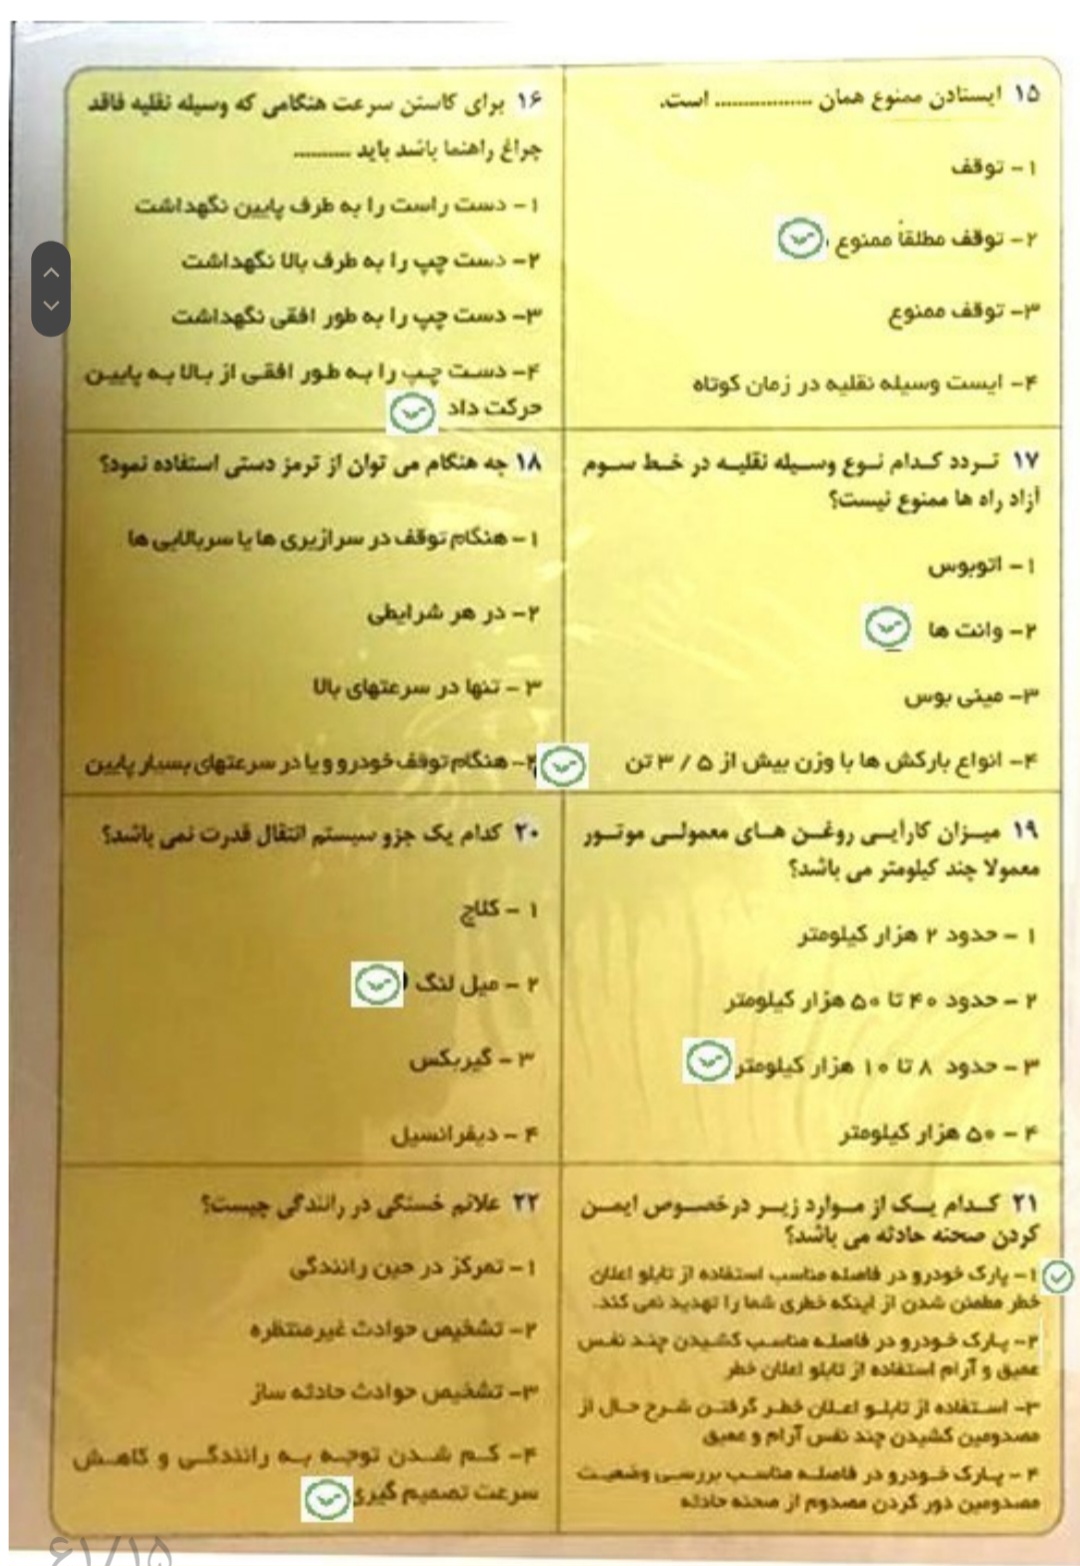 ۱۵ ایستادن ممنوع همان .................. است.
۱- توقف
۲- توقف مطلقاً ممنوع
۳- توقف ممنوع
۴- ایست وسیله نقلیه در زمان کوتاه
۱۶ برای کاستن سرعت هنگامی که وسیله نقلیه فاقد
چراغ راهنما باشد باید ...........
۱- دست راست را به طرف پایین نگهداشت
۲- دست چپ را به طرف بالا نگهداشت
۳- دست چپ را به طور افقی نگهداشت
۴- دست چپ را به طور افقی از بالا به پایین
حرکت داد
۱۷ تردد کدام نوع وسیله نقلیه در خط سوم
آزاد راه ها ممنوع نیست؟
۱- اتوبوس
۲- وانت ها
۳- مینی بوس
۴- انواع بارکش ها با وزن بیش از ۳/۵ تن
۱۸ چه هنگام می توان از ترمز دستی استفاده نمود؟
۱- هنگام توقف در سرازیری ها یا سربالایی ها
۲- در هر شرایطی
۳- تنها در سرعتهای بالا
۴- هنگام توقف خودرو و یا در سرعتهای بسیار پایین
۱۹ میزان کارآیی روغن های معمولی موتور
معمولا چند کیلومتر می باشد؟
۱- حدود ۲ هزار کیلومتر
۲- حدود ۴۰ تا ۵۰ هزار کیلومتر
۳- حدود ۸ تا ۱۰ هزار کیلومتر
۴- ۵۰ هزار کیلومتر
۲۰ کدام یک جزو سیستم انتقال قدرت نمی باشد؟
۱- کلاچ
۲- میل لنگ
۳- گیربکس
۴- دیفرانسیل
۲۱ کدام یک از موارد زیر درخصوص ایمن
کردن صحنه حادثه می باشد؟
۱- پارک خودرو در فاصله مناسب استفاده از تابلو اعلان
خطر مطمئن شدن از اینکه خطری شما را تهدید نمی کند.
۲- پارک خودرو در فاصله مناسب کشیدن چند نفس
عمیق و آرام استفاده از تابلو اعلان خطر
۳- استفاده از تابلو اعلان خطر گرفتن شرح حال از
مصدومین کشیدن چند نفس آرام و عمیق
۴- پارک خودرو در فاصله مناسب بررسی وضعیت
مصدومین دور کردن مصدوم از صحنه حادثه
۲۲ علائم خستگی در رانندگی چیست؟
۱- تمرکز در حین رانندگی
۲- تشخیص حوادث غیرمنتظره
۳- تشخیص حوادث حادثه ساز
۴- کم شدن توجه به رانندگی و کاهش
سرعت تصمیم گیری
۶۱/۱۵